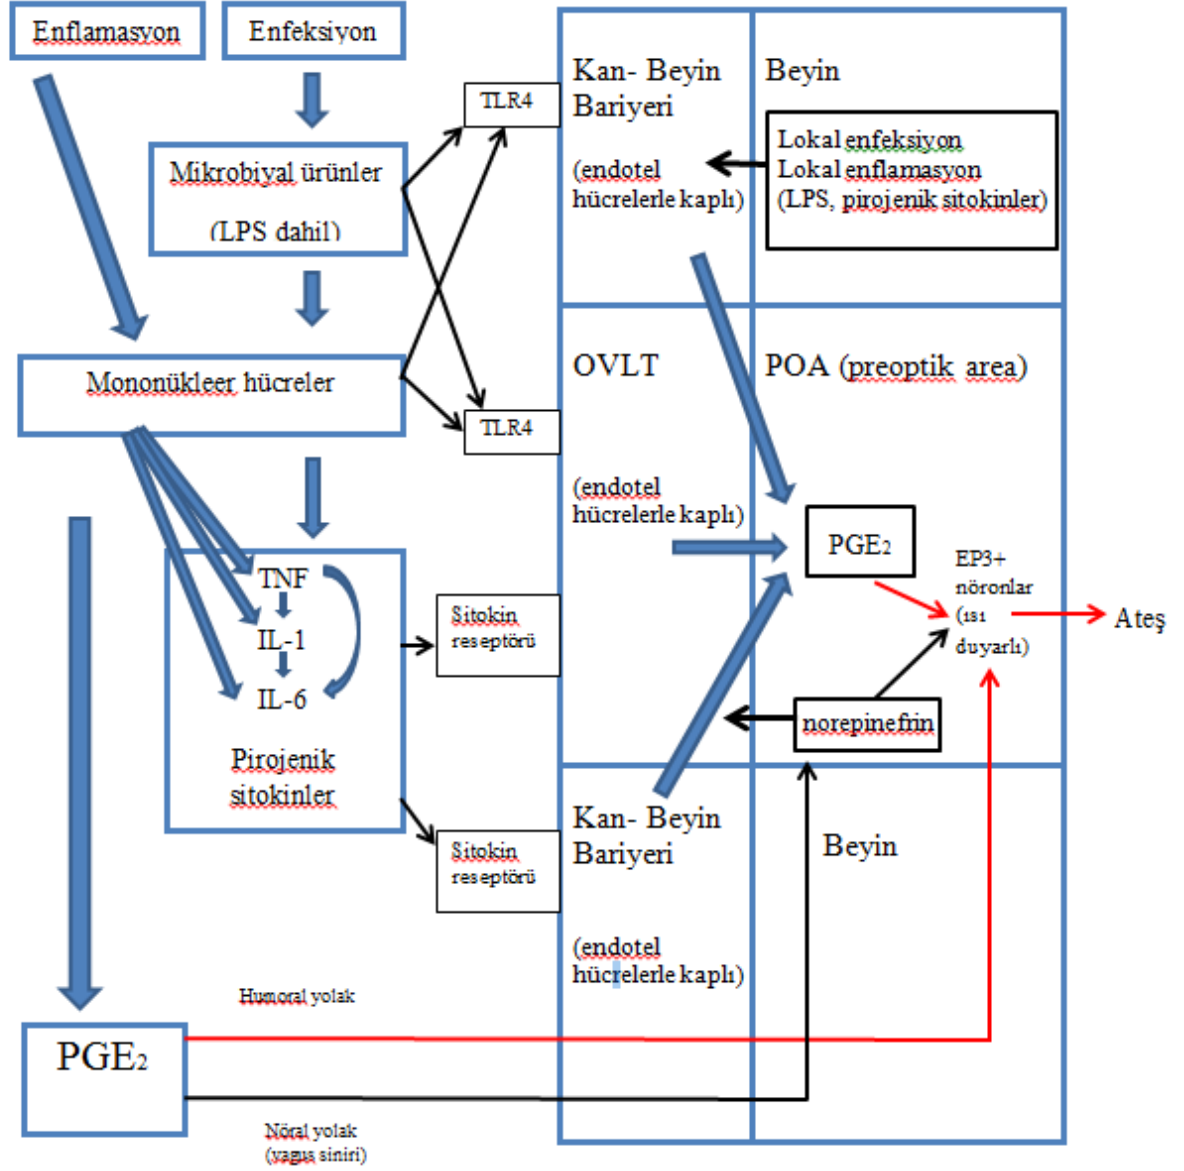 Enflamasyon
Enfeksiyon
Mikrobiyal ürünler
(LPS dahil)
Mononükleer hücreler
TNF
IL-1
IL-6
Pirojenik
sitokinler
PGE2
Humoral yolak
Nöral yolak
(vagus siniri)
TLR4
TLR4
Sitokin
reseptörü
Sitokin
reseptörü
Kan- Beyin
Bariyeri
(endotel
hücrelerle kaplı)
OVLT
(endotel
hücrelerle kaplı)
Kan- Beyin
Bariyeri
(endotel
hücrelerle kaplı)
Beyin
Lokal enfeksiyon
Lokal enflamasyon
(LPS, pirojenik sitokinler)
POA (preoptik area)
PGE2
EP3+
nöronlar
(ısı
duyarlı)
Ateş
norepinefrin
Beyin